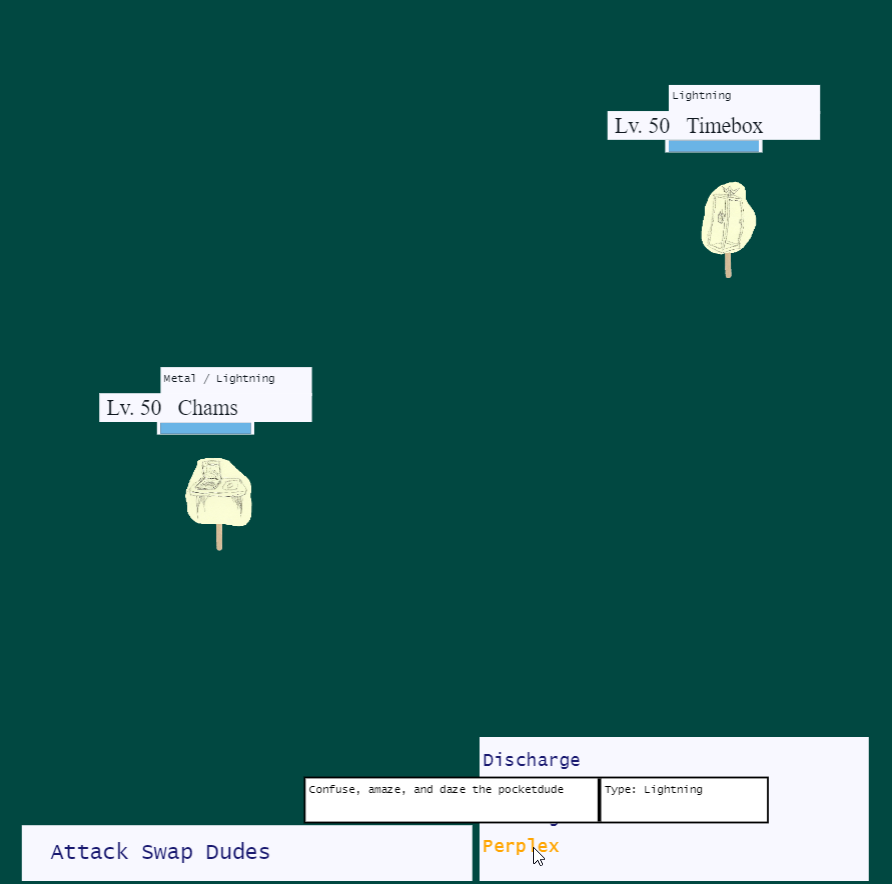 Lightning
Lv. 50 Timebox
Metal / Lightning
Lv. 50 Chams
Discharge
Confuse, amaze, and daze the pocketdude
Type: Lightning
Perplex
Attack Swap Dudes